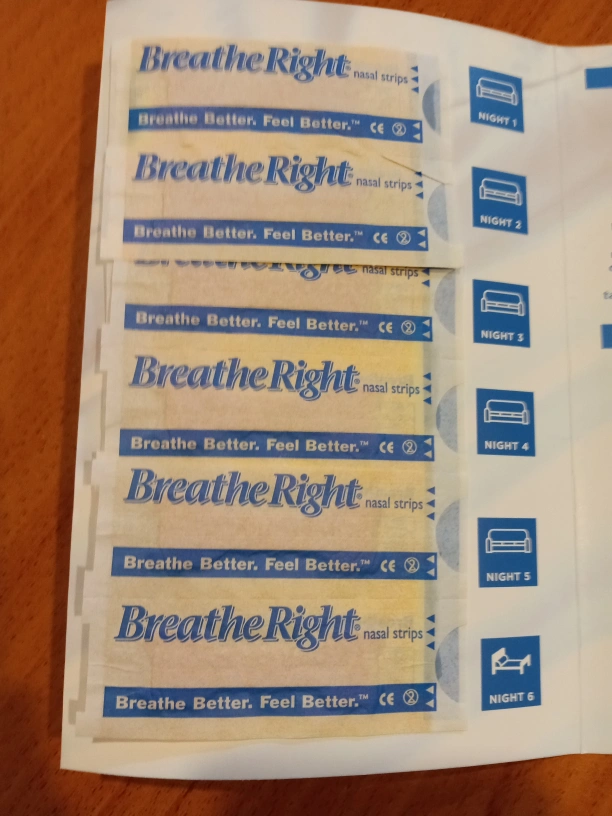 BreatheRight® nasal strips
Breathe Better. Feel Better.™ CE 2
NIGHT 1
BreatheRight® nasal strips
Breathe Better. Feel Better.™ CE 2
NIGHT 2
BreatheRight nasal strips
Breathe Better. Feel Better.™ CE 2
NIGHT 3
BreatheRight® nasal strips
Breathe Better. Feel Better.™ CE 2
NIGHT 4
BreatheRight® nasal strips
Breathe Better. Feel Better.™ CE 2
NIGHT 5
BreatheRight® nasal strips
Breathe Better. Feel Better.™ CE 2
NIGHT 6